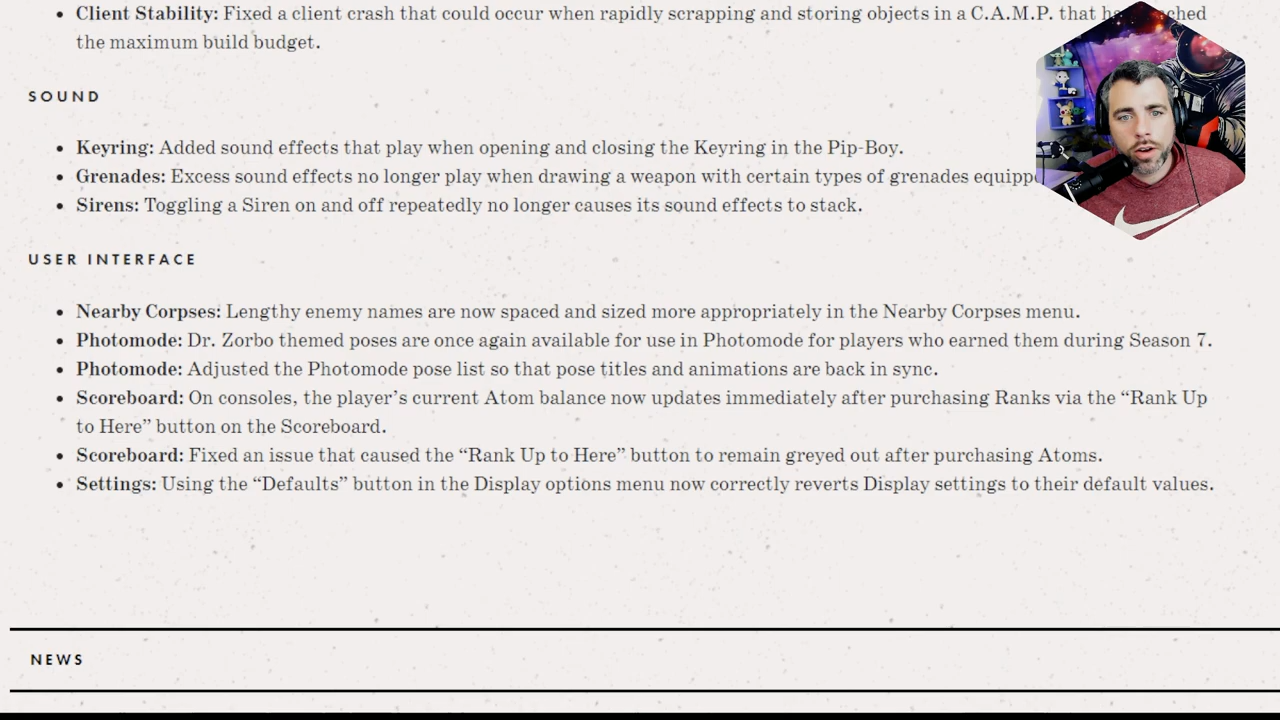 • Client Stability: Fixed a client crash that could occur when rapidly scrapping and storing objects in a C.A.M.P. that
the maximum build budget.
SOUND
• Keyring: Added sound effects that play when opening and closing the Keyring in the Pip-Boy.
• Grenades: Excess sound effects no longer play when drawing a weapon with certain types of grenades
• Sirens: Toggling a Siren on and off repeatedly no longer causes its sound effects to stack.
USER INTERFACE
• Nearby Corpses: Lengthy enemy names are now spaced and sized more appropriately in the Nearby Corpses menu.
• Photomode: Dr. Zorbo themed poses are once again available for use in Photomode for players who earned them during Season 7.
• Photomode: Adjusted the Photomode pose list so that pose titles and animations are back in sync.
• Scoreboard: On consoles, the player’s current Atom balance now updates immediately after purchasing Ranks via the “Rank Up
to Here” button on the Scoreboard.
• Scoreboard: Fixed an issue that caused the “Rank Up to Here” button to remain greyed out after purchasing Atoms.
• Settings: Using the “Defaults” button in the Display options menu now correctly reverts Display settings to their default values.
NEWS